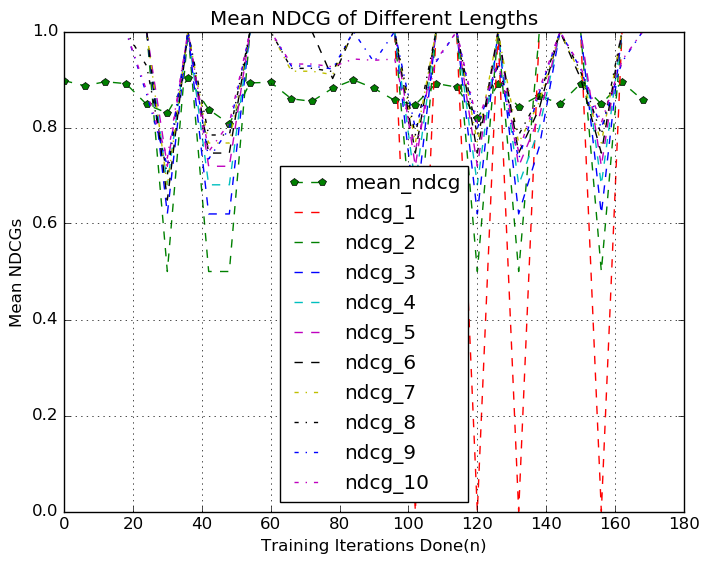 Mean NDCG of Different Lengths
1.0
0.8
0.6
0.4
0.2
0.0
Mean NDCGs
mean_ndcg
ndcg_1
ndcg_2
ndcg_3
ndcg_4
ndcg_5
ndcg_6
ndcg_7
ndcg_8
ndcg_9
ndcg_10
0 20 40 60 80 100 120 140 160 180
Training Iterations Done(n)